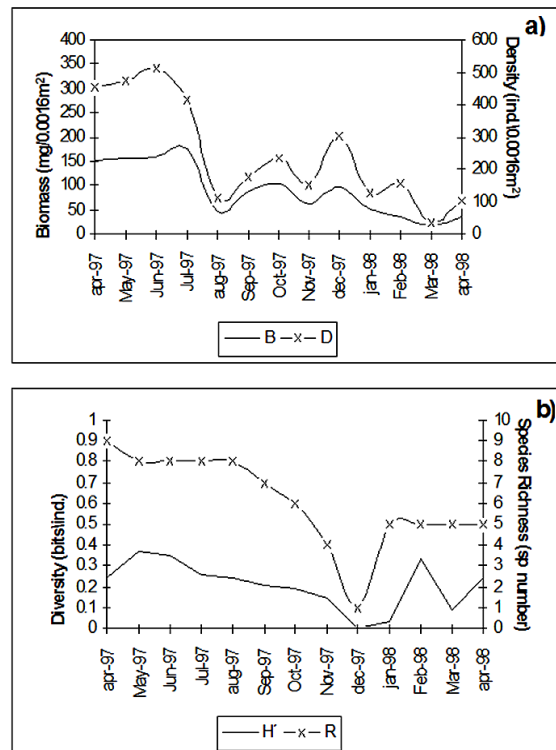 a)
Biomass (mg/0.0016m²)
400
350
300
250
200
150
100
50
0
Density (ind.\0.0016m²)
600
500
400
300
200
100
0
apr-97
May-97
Jun-97
Jul-97
aug-97
Sep-97
Oct-97
Nov-97
dec-97
jan-98
Feb-98
Mar-98
apr-98
B D
b)
Diversity (bits\ind.)
1
0.9
0.8
0.7
0.6
0.5
0.4
0.3
0.2
0.1
0
Species Richness (sp number)
10
9
8
7
6
5
4
3
2
1
0
apr-97
May-97
Jun-97
Jul-97
aug-97
Sep-97
Oct-97
Nov-97
dec-97
jan-98
Feb-98
Mar-98
apr-98
H' R